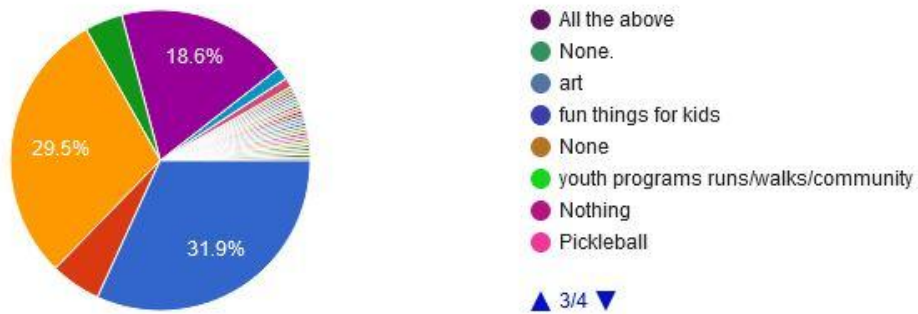 18.6%
29.5%
31.9%
All the above
None.
art
fun things for kids
None
youth programs runs/walks/community
Nothing
Pickleball
▲ 3/4 ▼